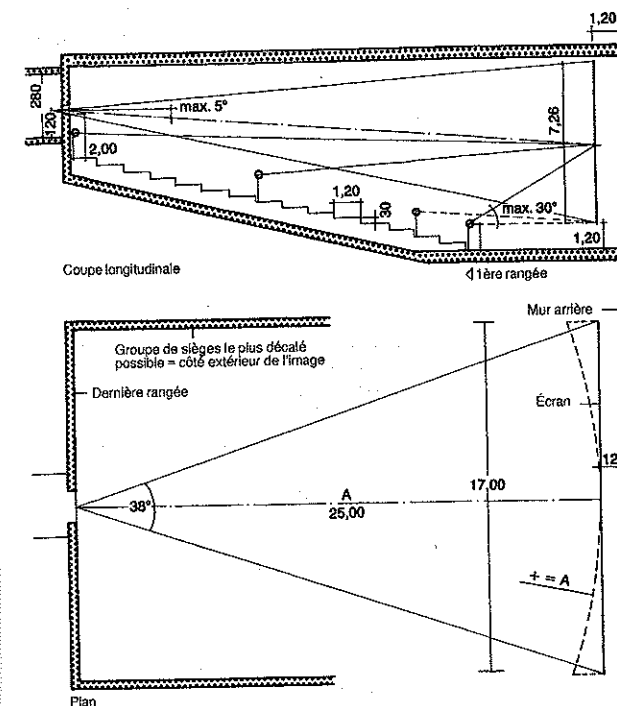 1,20
280
120
max. 5°
2,00
7,26
1,20
30
max. 30°
1,20
Coupe longitudinale
1ère rangée
Mur arrière
Groupe de sièges le plus décalé
possible = côté extérieur de l'image
Dernière rangée
Écran
12
38°
A
25,00
17,00
+ = A
Plan